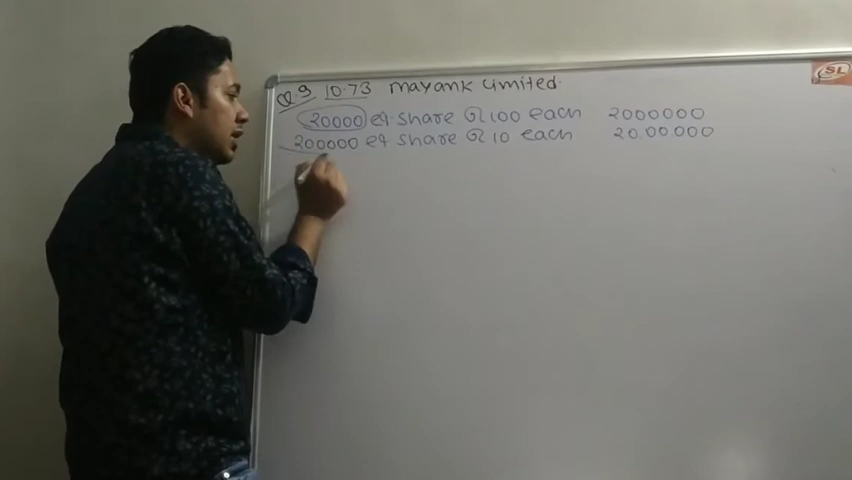 Q.9 10.73 Mayank Limited.
20000 eq share @ 100 each 2000000
200000 eq share @ 10 each 20,00,000
SL